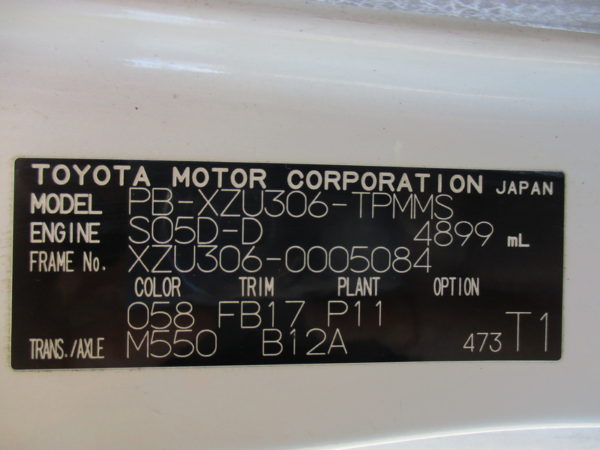 TOYOTA MOTOR CORPORATION JAPAN
MODEL PB-XZU306-TPMMS
ENGINE S05D-D 4899 mL
FRAME No. XZU306-0005084
COLOR TRIM PLANT OPTION
058 FB17 P11
TRANS./AXLE M550 B12A 473 T1